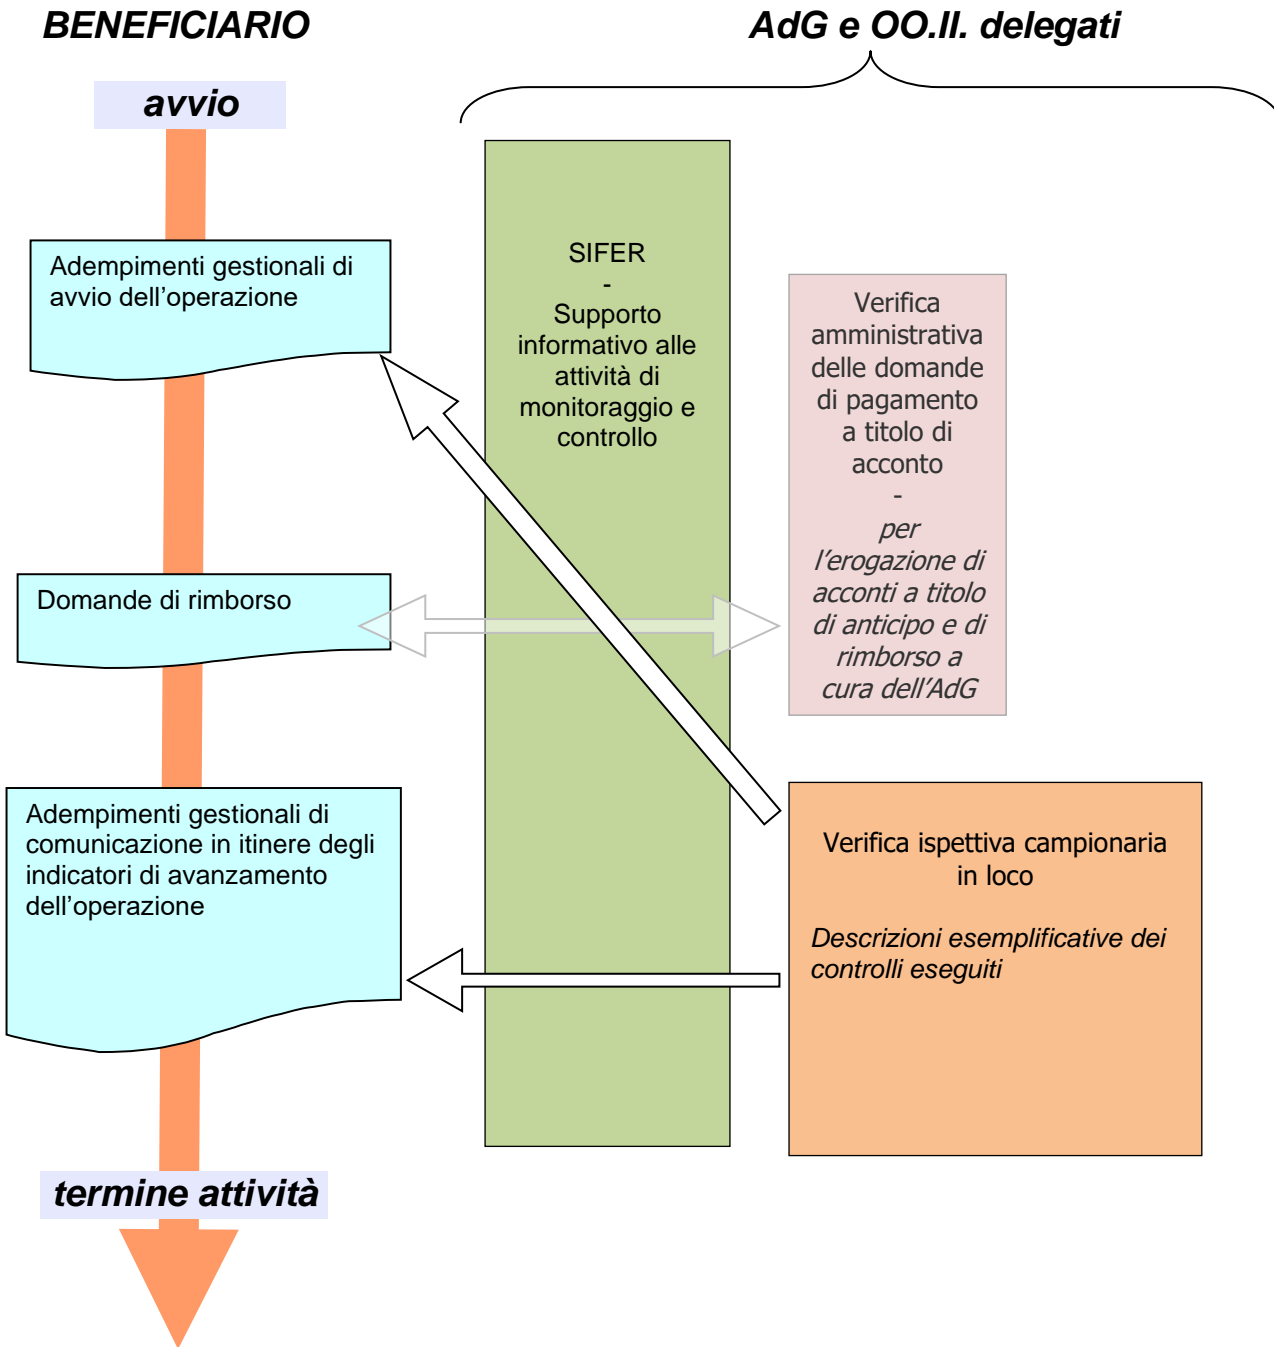 BENEFICIARIO
AdG e OO.II. delegati
avvio
Adempimenti gestionali di
avvio dell’operazione
Domande di rimborso
Adempimenti gestionali di
comunicazione in itinere degli
indicatori di avanzamento
dell’operazione
termine attività
SIFER
-
Supporto
informativo alle
attività di
monitoraggio e
controllo
Verifica
amministrativa
delle domande
di pagamento
a titolo di
acconto
-
per
l’erogazione di
acconti a titolo
di anticipo e di
rimborso a
cura dell’AdG
Verifica ispettiva campionaria
in loco
Descrizioni esemplificative dei
controlli eseguiti